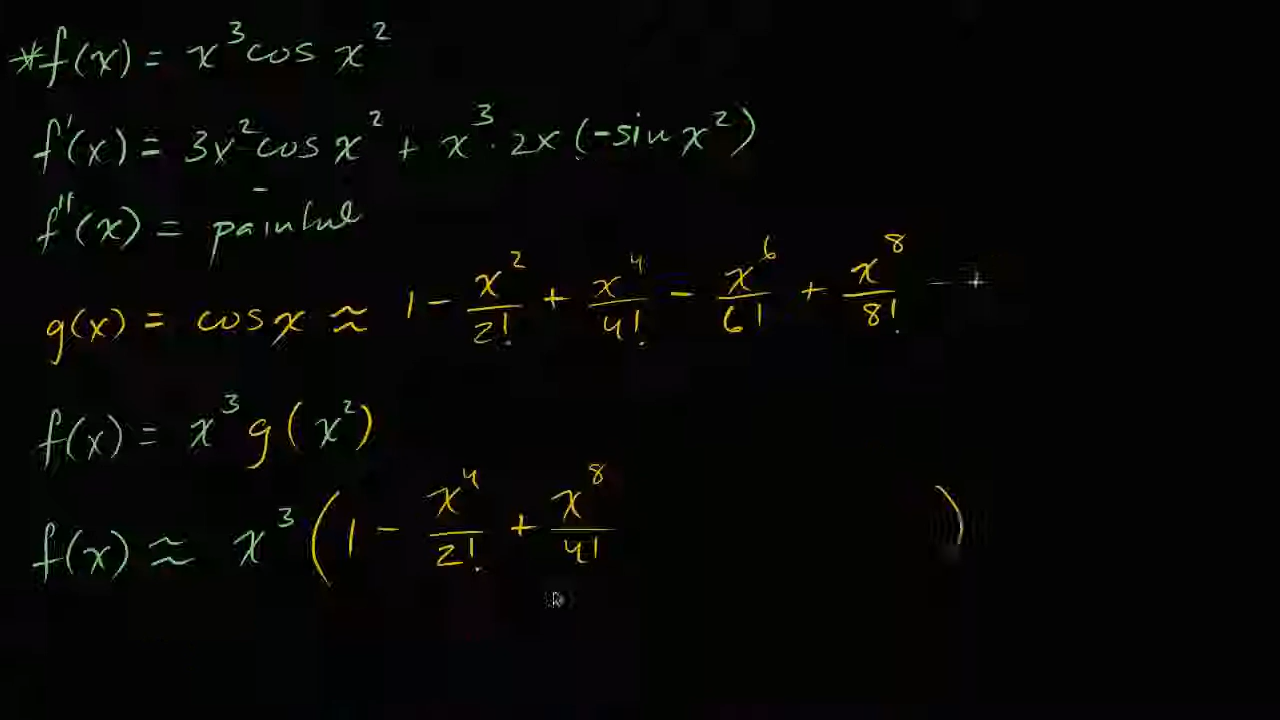 *f(x) = x³cos x²
f'(x) = 3x²cos x² + x³·2x(-sin x²)
f''(x) = painful
g(x) = cos x ≈ 1 - x²/2! + x⁴/4! - x⁶/6! + x⁸/8! -
f(x) = x³g(x²)
f(x) ≈ x³(1 - x⁴/2! + x⁸/4! )